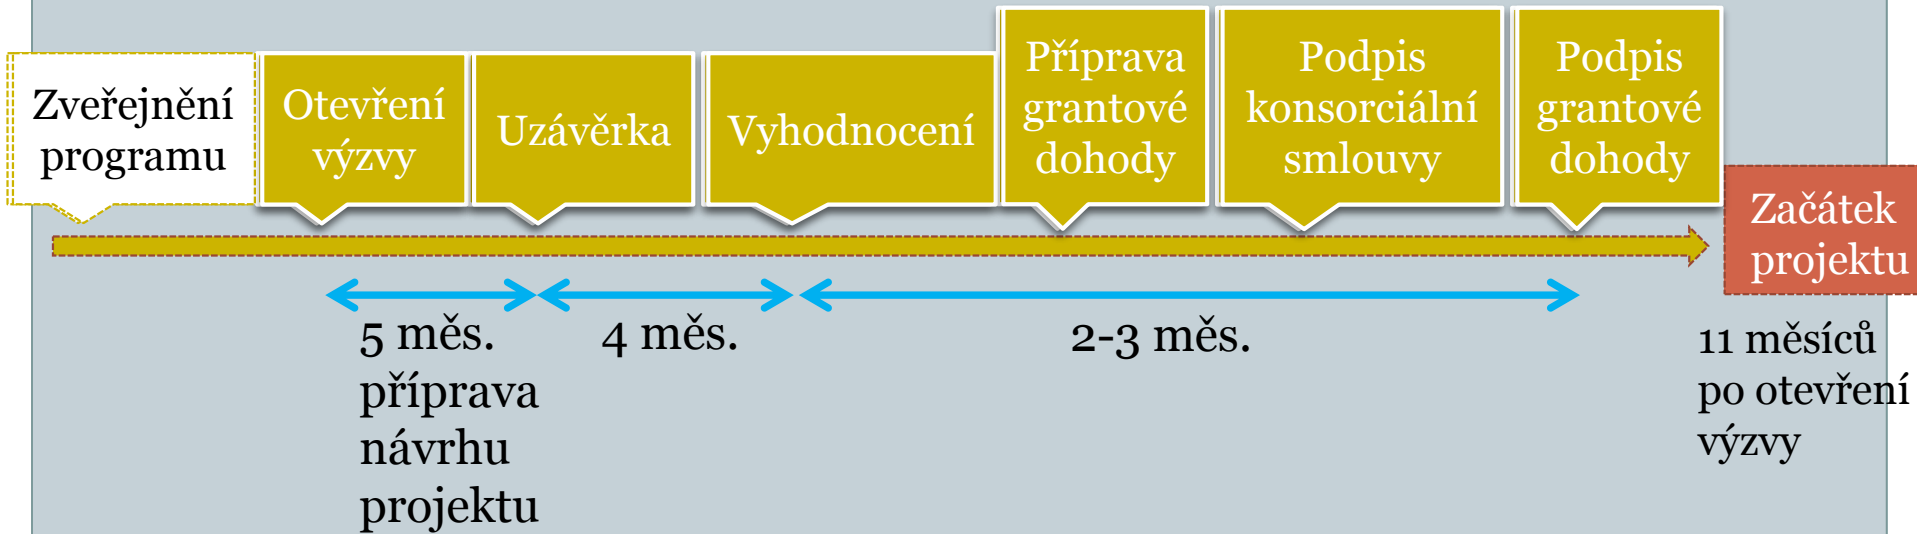 Zveřejnění
programu
Otevření
výzvy
Uzávěrka
Vyhodnocení
Příprava
grantové
dohody
Podpis
konsorciální
smlouvy
Podpis
grantové
dohody
Začátek
projektu
5 měs.
příprava
návrhu
projektu
4 měs.
2-3 měs.
11 měsíců
po otevření
výzvy